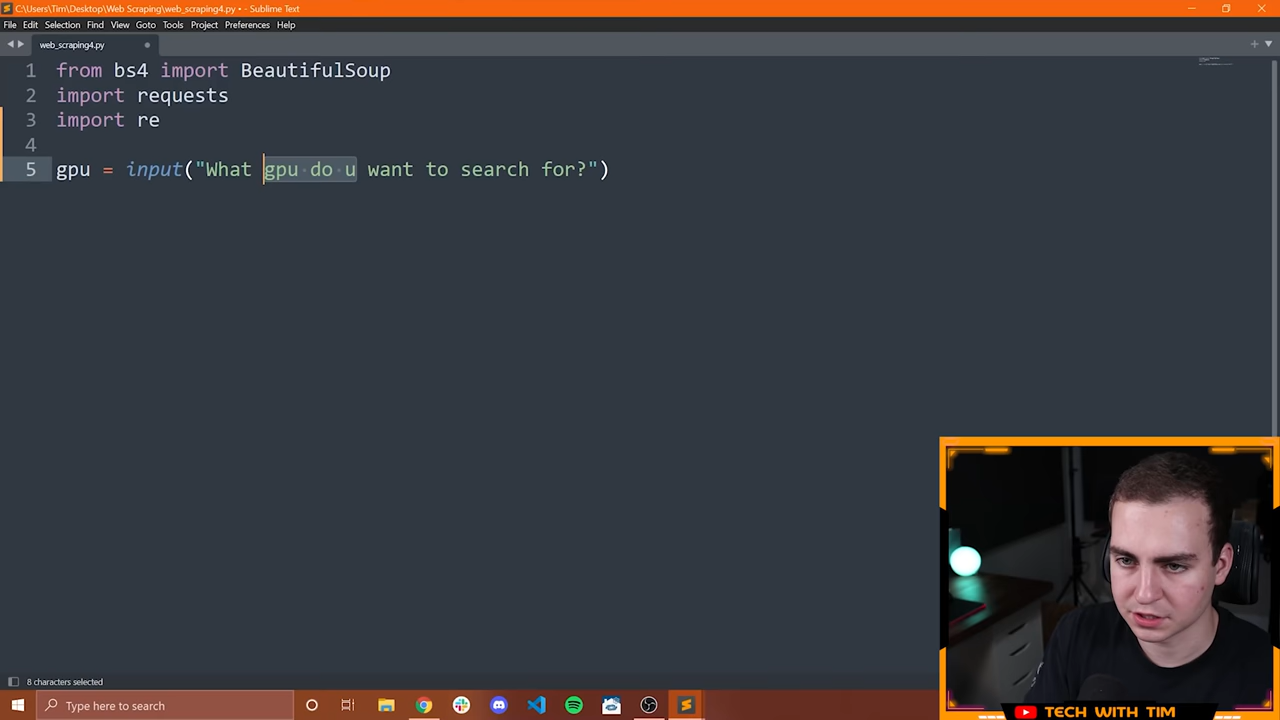 C:\Users\Tim\Desktop\Web Scraping\web_scraping4.py • - Sublime Text
File Edit Selection Find View Goto Tools Project Preferences Help
web_scraping4.py
1 from bs4 import BeautifulSoup
2 import requests
3 import re
4
5 gpu = input("What gpu do u want to search for?")
8 characters selected
Type here to search
TECH WITH TIM